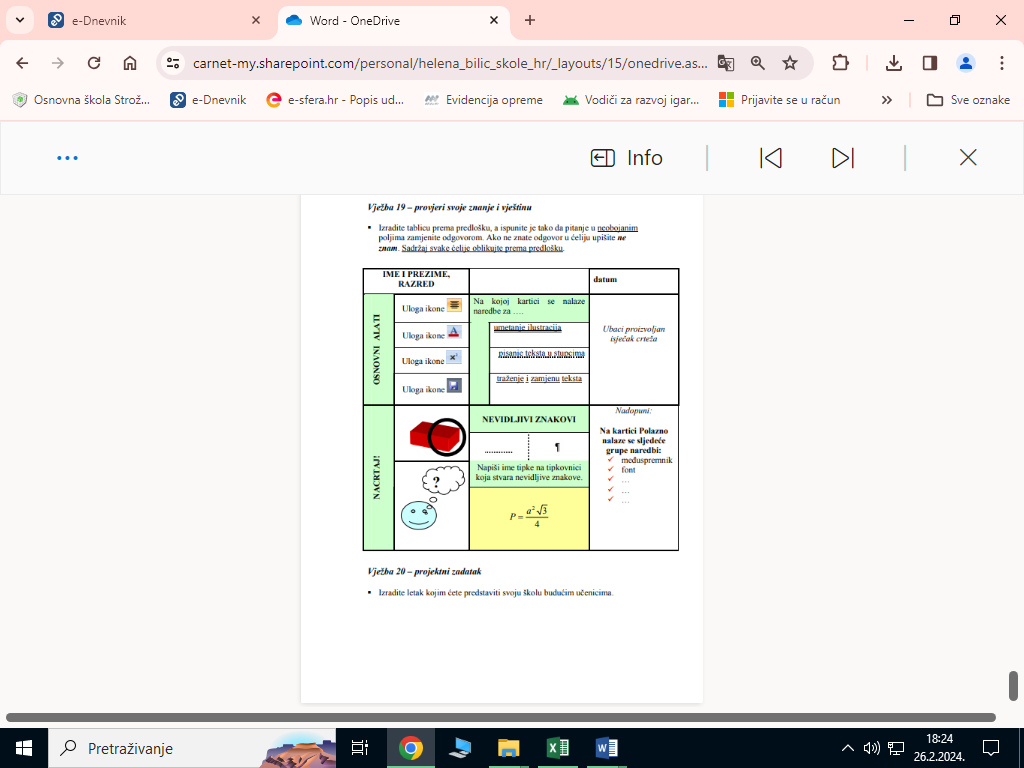 e-Dnevnik
Word - OneDrive
carnet-my.sharepoint.com/personal/helena_bilic_skole_hr/_layouts/15/onedrive.as...
Osnovna škola Strož...
e-Dnevnik
e-sfera.hr - Popis ud...
Evidencija opreme
Vodiči za razvoj igar...
Prijavite se u račun
Sve oznake
Info
Vježba 19 – provjeri svoje znanje i vještinu
Izradite tablicu prema predlošku, a ispunite je tako da pitanje u neobojanim
poljima zamjenite odgovorom. Ako ne znate odgovor u ćeliju upišite ne
znam. Sadržaj svake ćelije oblikujte prema predlošku.
IME I PREZIME,
RAZRED
datum
OSNOVNI ALATI
Uloga ikone
Uloga ikone
Uloga ikone
Uloga ikone
Na kojoj kartici se nalaze
naredbe za ….
umetanje ilustracija
pisanje teksta u stupcima
traženje i zamjenu teksta
Ubaci proizvoljan
isječak crteža
NACRTAJ!
?
NEVIDLJIVI ZNAKOVI
............ ¶
Napiši ime tipke na tipkovnici
koja stvara nevidljive znakove.
P = a²√3 / 4
Nadopuni:
Na kartici Polazno
nalaze se sljedeće
grupe naredbi:
međuspremnik
font
…
…
…
Vježba 20 – projektni zadatak
Izradite letak kojim ćete predstaviti svoju školu budućim učenicima.
Pretraživanje
18:24
26.2.2024.